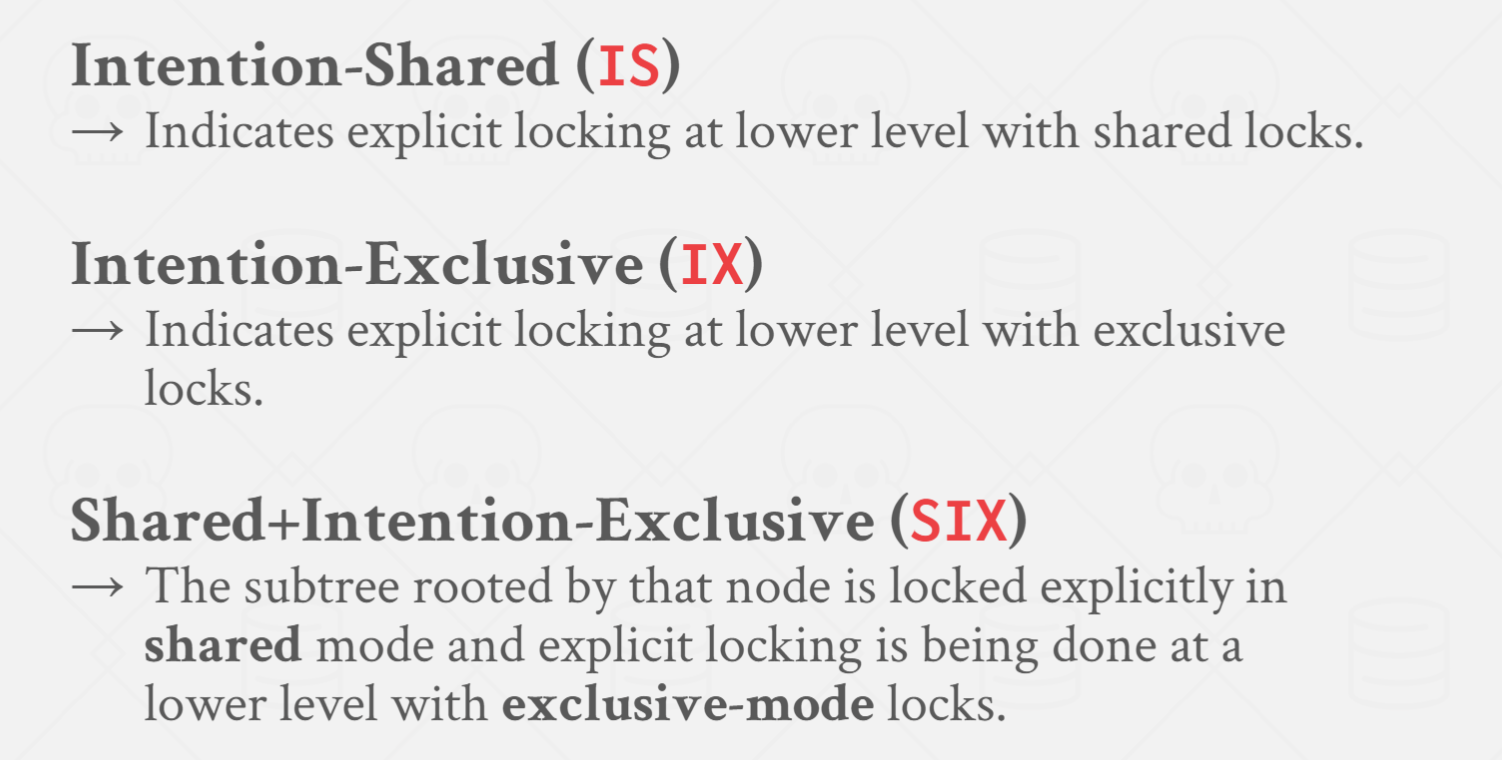 Intention-Shared (IS)
→ Indicates explicit locking at lower level with shared locks.
Intention-Exclusive (IX)
→ Indicates explicit locking at lower level with exclusive
locks.
Shared+Intention-Exclusive (SIX)
→ The subtree rooted by that node is locked explicitly in
shared mode and explicit locking is being done at a
lower level with exclusive-mode locks.